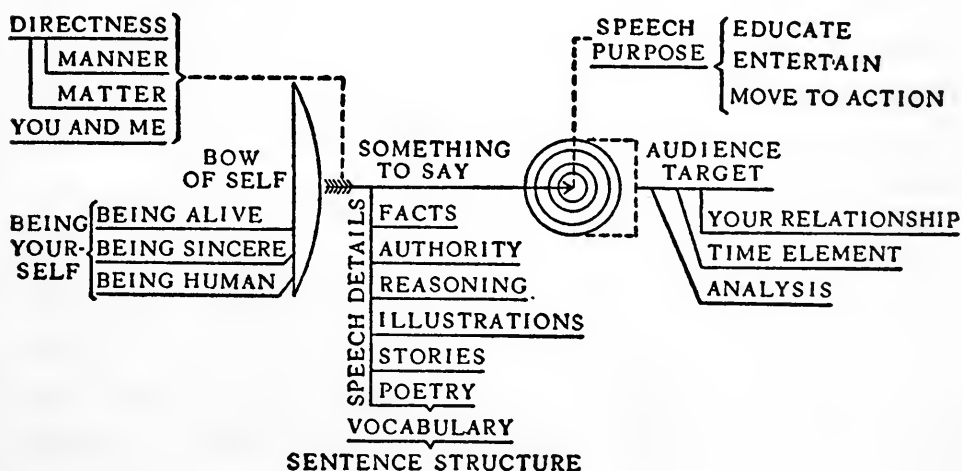 DIRECTNESS
MANNER
MATTER
YOU AND ME
BOW
OF SELF
BEING
YOUR-
SELF
BEING ALIVE
BEING SINCERE
BEING HUMAN
SOMETHING
TO SAY
SPEECH DETAILS
FACTS
AUTHORITY
REASONING
ILLUSTRATIONS
STORIES
POETRY
VOCABULARY
SENTENCE STRUCTURE
SPEECH
PURPOSE
EDUCATE
ENTERTAIN
MOVE TO ACTION
AUDIENCE
TARGET
YOUR RELATIONSHIP
TIME ELEMENT
ANALYSIS